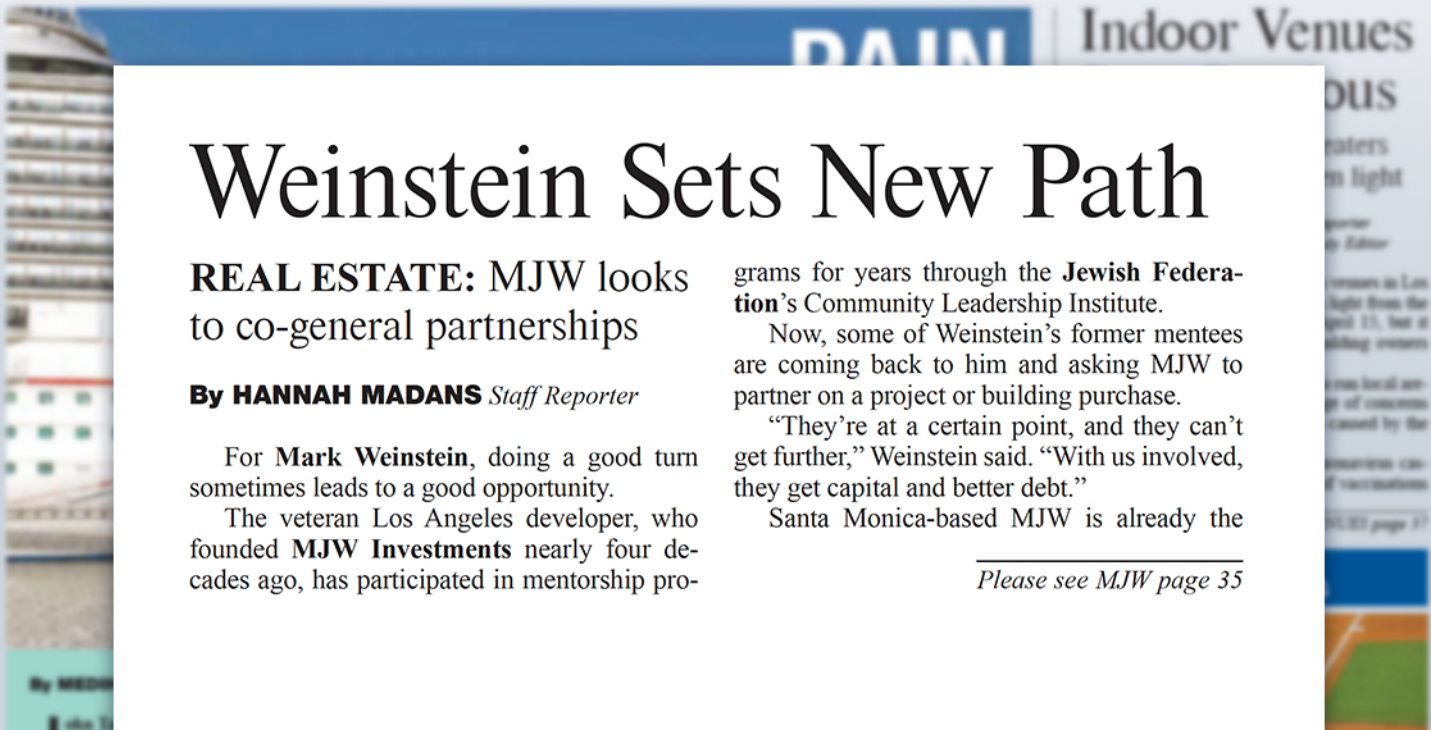 Indoor Venues
Weinstein Sets New Path
REAL ESTATE: MJW looks
to co-general partnerships
By HANNAH MADANS Staff Reporter
For Mark Weinstein, doing a good turn
sometimes leads to a good opportunity.
The veteran Los Angeles developer, who
founded MJW Investments nearly four de-
cades ago, has participated in mentorship pro-
grams for years through the Jewish Federa-
tion’s Community Leadership Institute.
Now, some of Weinstein’s former mentees
are coming back to him and asking MJW to
partner on a project or building purchase.
“They’re at a certain point, and they can’t
get further,” Weinstein said. “With us involved,
they get capital and better debt.”
Santa Monica-based MJW is already the
Please see MJW page 35